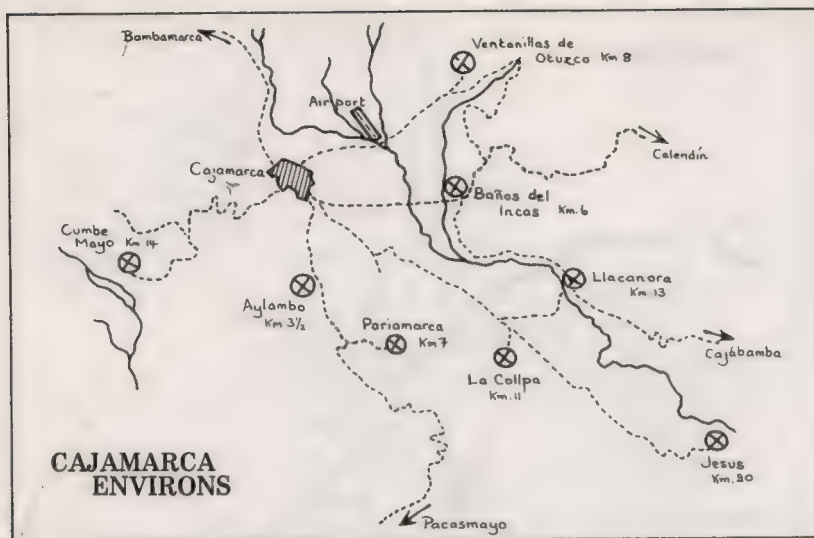 Bambamarca
Ventanillas de
Otuzco Km 8
Airport
Cajamarca
Calendín
Baños del
Incas Km.6
Cumbe
Mayo Km 14
Llacanora
Km 13
Aylambo
Km 3½
Pariamarca
Km 7
Cajábamba
La Collpa
Km.11
CAJAMARCA
ENVIRONS
Jesus
Km.20
Pacasmayo